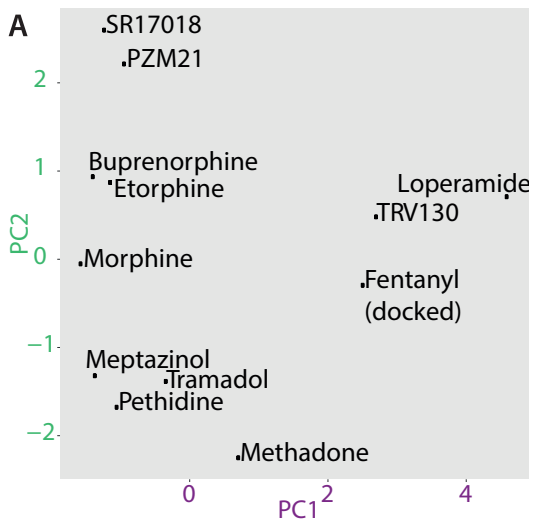 A
SR17018
PZM21
2
Buprenorphine
1
Etorphine
Loperamide
TRV130
PC2
0
Morphine
Fentanyl
(docked)
−1
Meptazinol
Tramadol
Pethidine
−2
Methadone
0
2
4
PC1